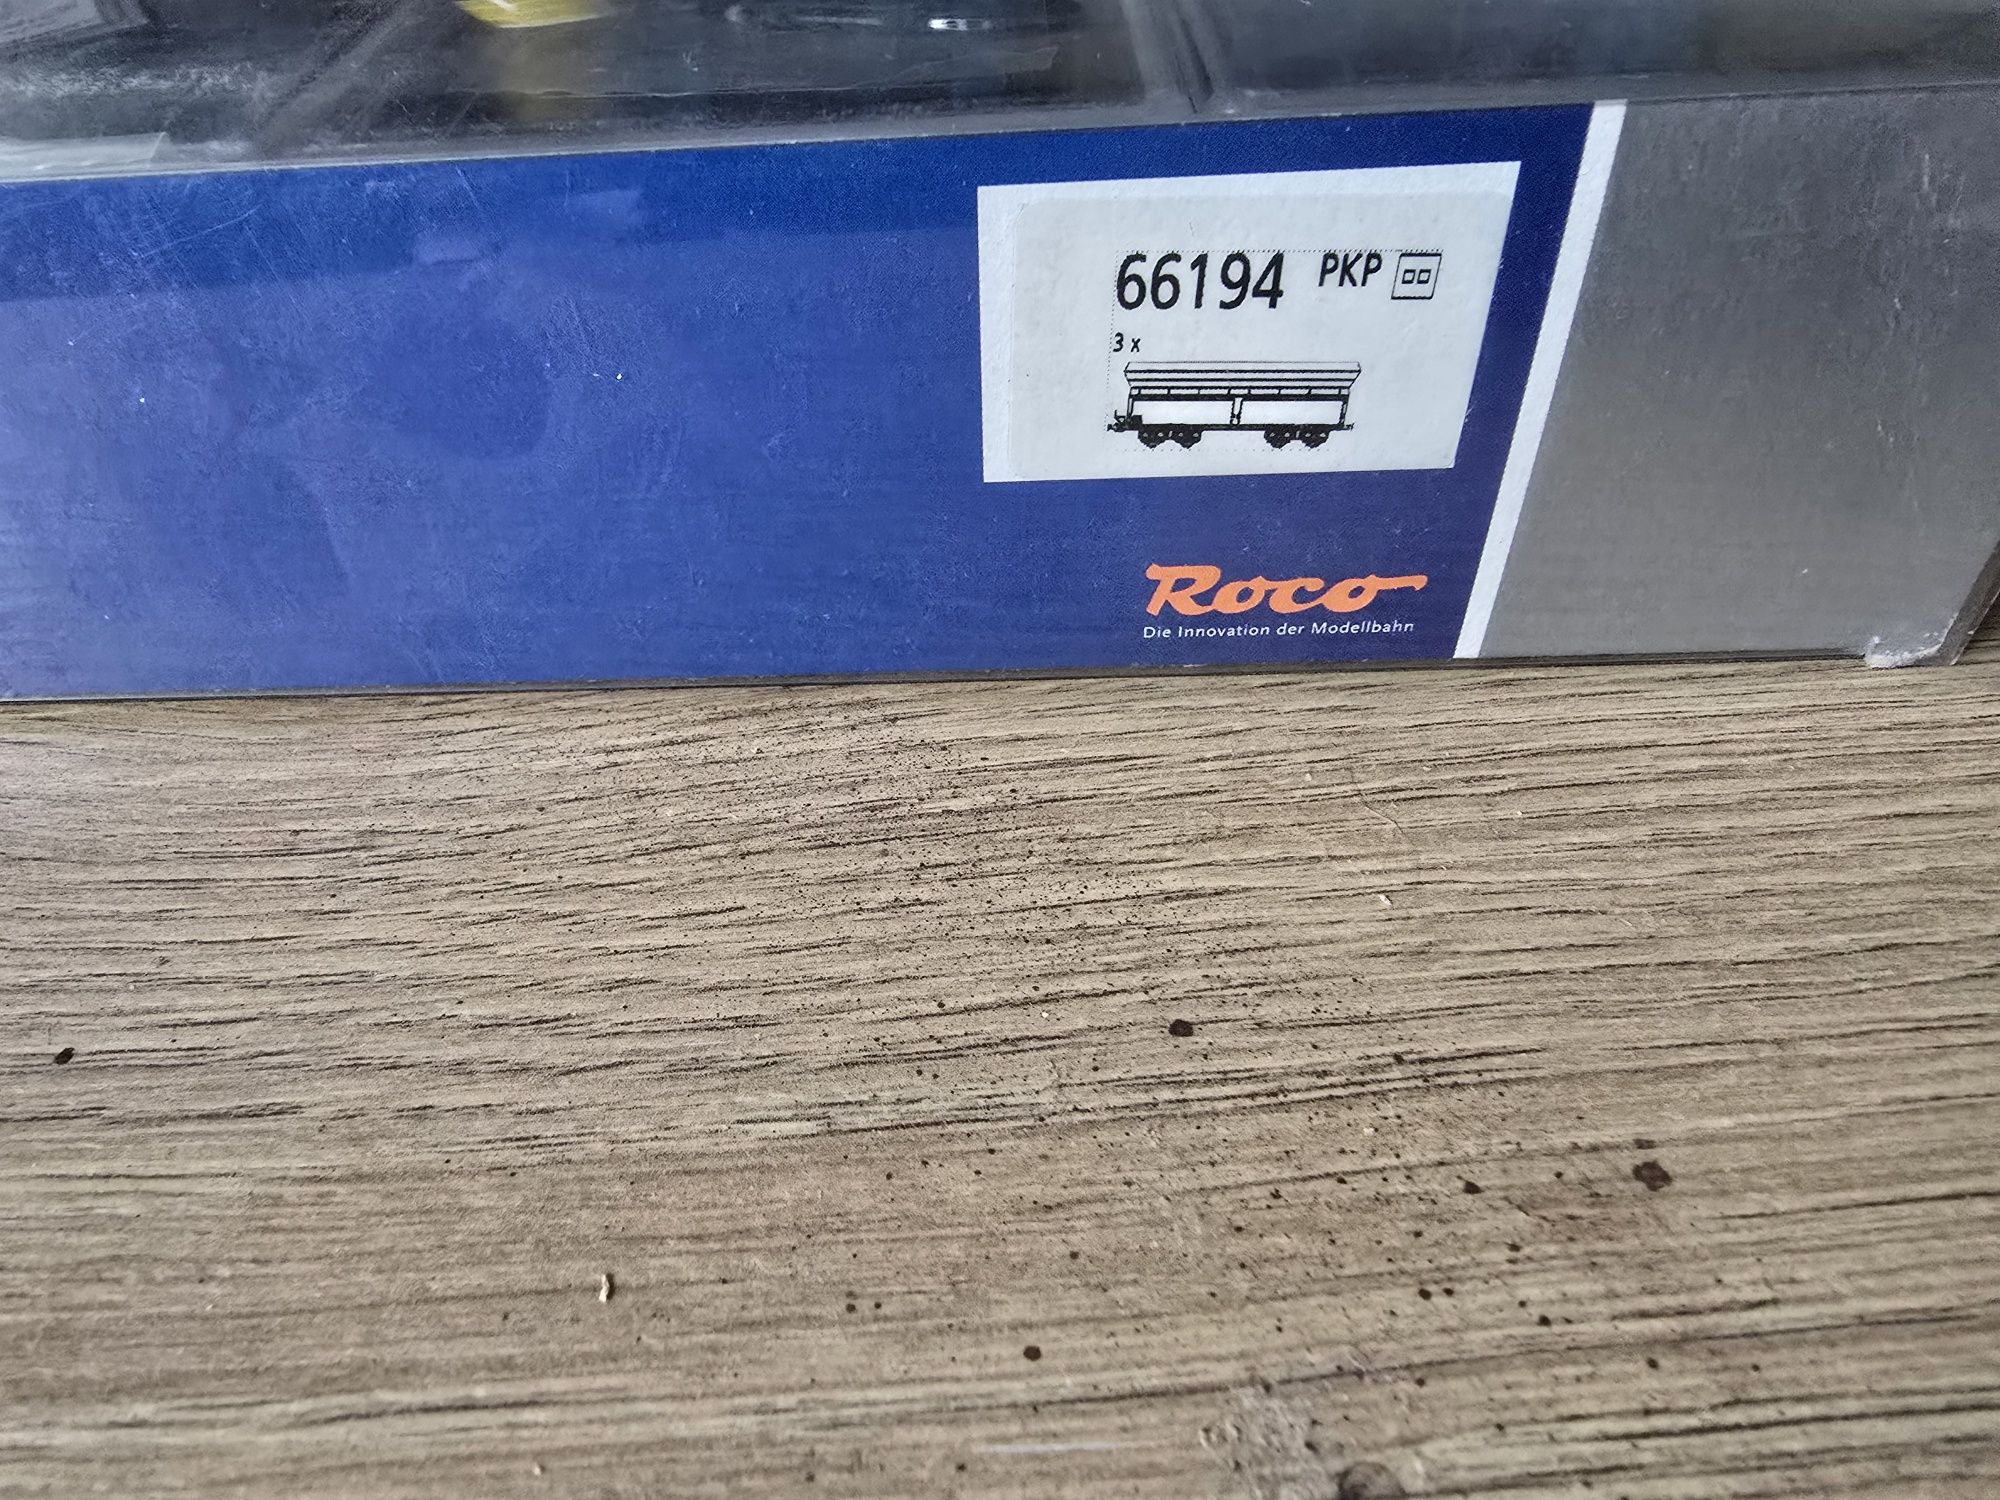 66194 PKP
3 x
Roco
Die Innovation der Modellbahn